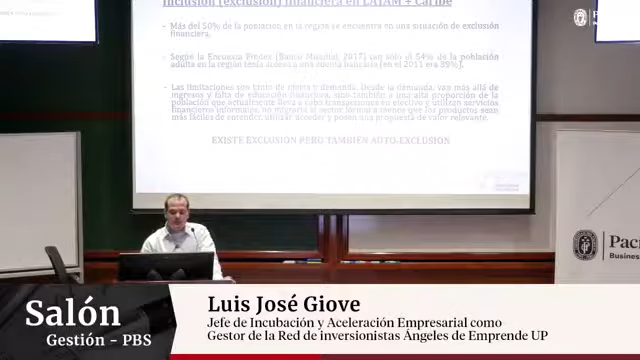 Inclusión (exclusión) financiera en LATAM + Caribe
- Más del 50% de la población en la región se encuentra en una situación de exclusión
financiera.
- Según la Encuesta Findex (Banco Mundial, 2017) tan sólo el 54% de la población
adulta en la región tenía acceso a una cuenta bancaria (en el 2011 era 39%).
- Las limitaciones son tanto de oferta y demanda. Desde la demanda, van más allá de
ingresos y falta de educación financiera, sino también a una alta proporción de la
población que actualmente lleva a cabo transacciones en efectivo y utilizan servicios
financieros informales, no migrarán al sector formal a menos que los productos sean
más fáciles de entender, utilizar, acceder y poseen una propuesta de valor relevante.
EXISTE EXCLUSIÓN PERO TAMBIÉN AUTO-EXCLUSIÓN
Pa
Business
Paci
Business
Salón
Gestión - PBS
Luis José Giove
Jefe de Incubación y Aceleración Empresarial como
Gestor de la Red de inversionistas Ángeles de Emprende UP